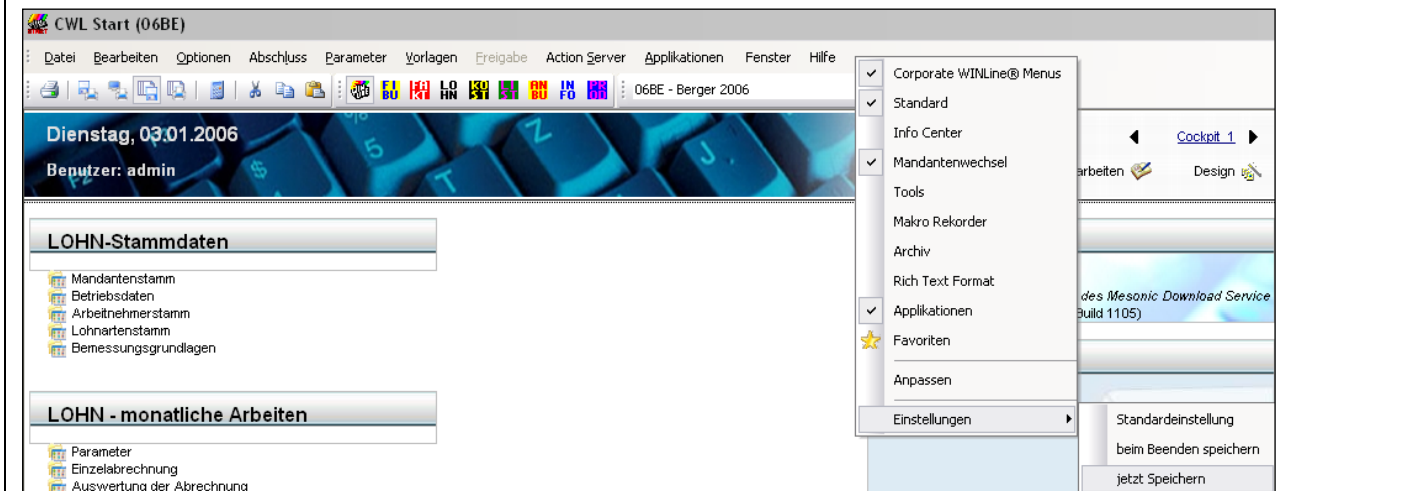 CWL Start (06BE)
Datei Bearbeiten Optionen Abschluss Parameter Vorlagen Freigabe Action Server Applikationen Fenster Hilfe
06BE - Berger 2006
Dienstag, 03.01.2006
Benutzer: admin
Cockpit 1
arbeiten Design
LOHN-Stammdaten
Mandantenstamm
Betriebsdaten
Arbeitnehmerstamm
Lohnartenstamm
Bemessungsgrundlagen
LOHN - monatliche Arbeiten
Parameter
Einzelabrechnung
Auswertung der Abrechnung
Corporate WINLine® Menus
Standard
Info Center
Mandantenwechsel
Tools
Makro Rekorder
Archiv
Rich Text Format
Applikationen
Favoriten
Anpassen
Einstellungen
des Mesonic Download Service
Build 1105)
Standardeinstellung
beim Beenden speichern
jetzt Speichern